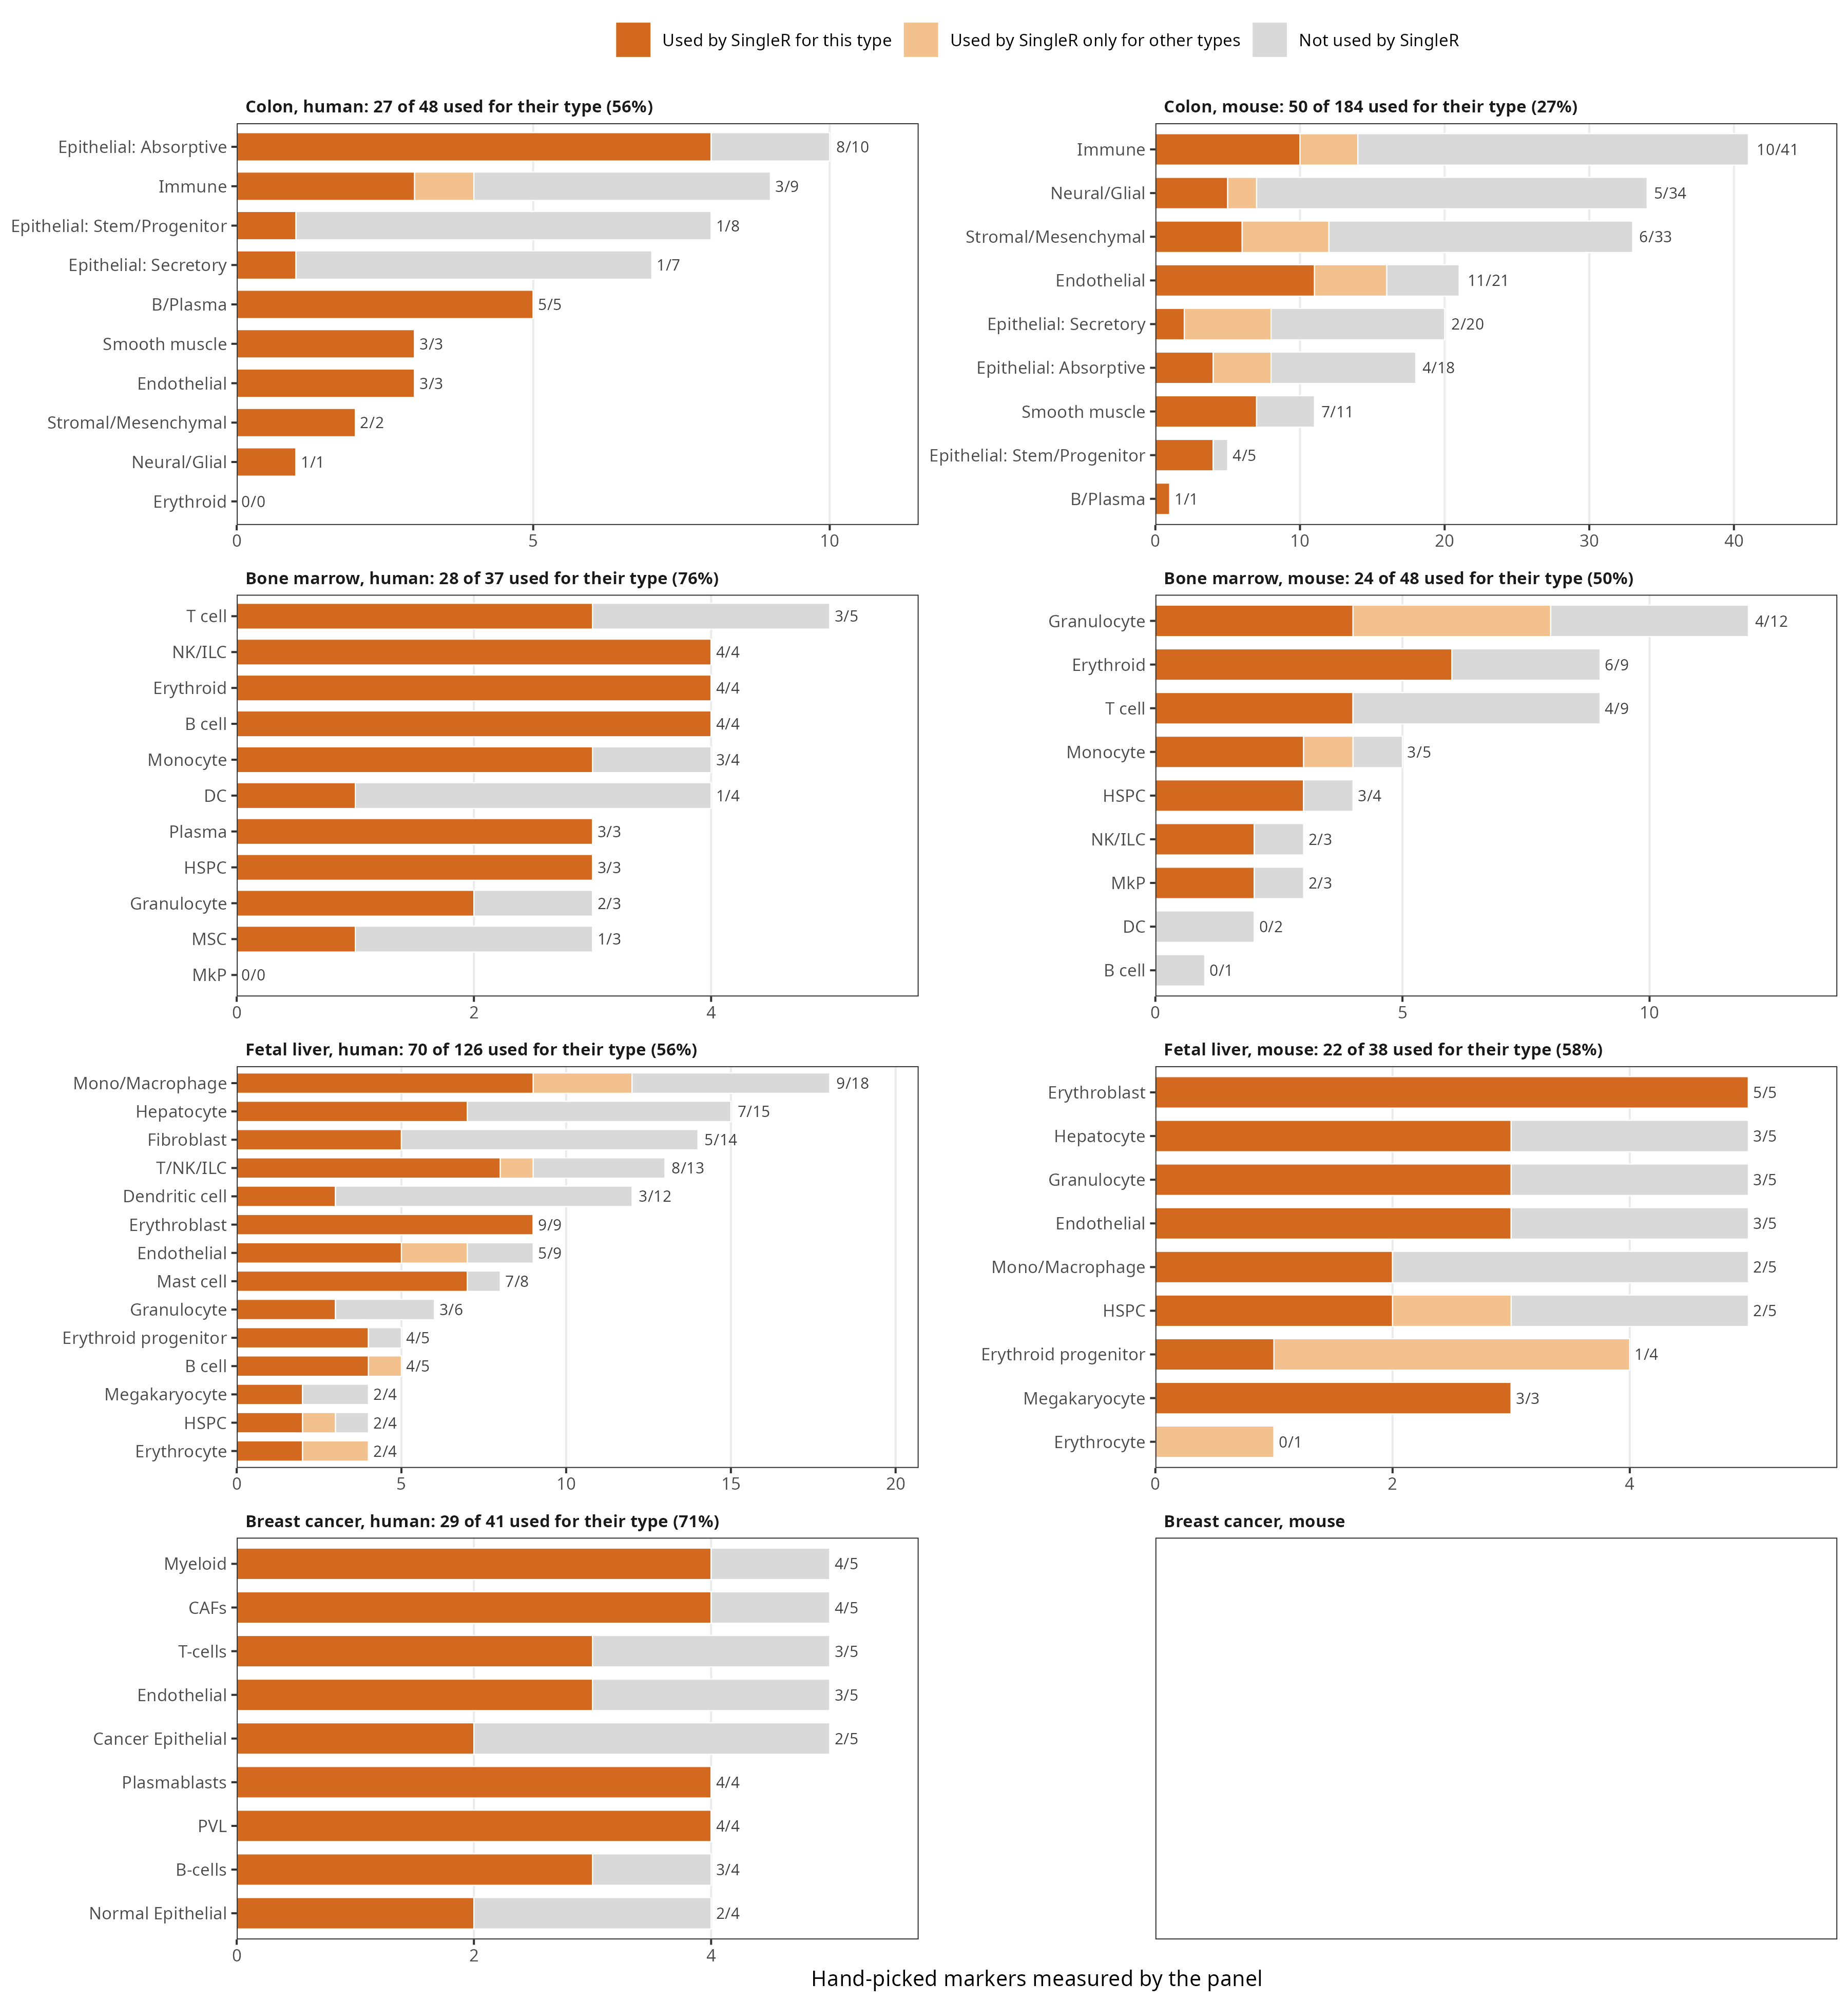 Used by SingleR for this type  Used by SingleR only for other types  Not used by SingleR
Colon, human: 27 of 48 used for their type (56%)
Epithelial: Absorptive 8/10
Immune 3/9
Epithelial: Stem/Progenitor 1/8
Epithelial: Secretory 1/7
B/Plasma 5/5
Smooth muscle 3/3
Endothelial 3/3
Stromal/Mesenchymal 2/2
Neural/Glial 1/1
Erythroid 0/0
0 5 10
Colon, mouse: 50 of 184 used for their type (27%)
Immune 10/41
Neural/Glial 5/34
Stromal/Mesenchymal 6/33
Endothelial 11/21
Epithelial: Secretory 2/20
Epithelial: Absorptive 4/18
Smooth muscle 7/11
Epithelial: Stem/Progenitor 4/5
B/Plasma 1/1
0 10 20 30 40
Bone marrow, human: 28 of 37 used for their type (76%)
T cell 3/5
NK/ILC 4/4
Erythroid 4/4
B cell 4/4
Monocyte 3/4
DC 1/4
Plasma 3/3
HSPC 3/3
Granulocyte 2/3
MSC 1/3
MkP 0/0
0 2 4
Bone marrow, mouse: 24 of 48 used for their type (50%)
Granulocyte 4/12
Erythroid 6/9
T cell 4/9
Monocyte 3/5
HSPC 3/4
NK/ILC 2/3
MkP 2/3
DC 0/2
B cell 0/1
0 5 10
Fetal liver, human: 70 of 126 used for their type (56%)
Mono/Macrophage 9/18
Hepatocyte 7/15
Fibroblast 5/14
T/NK/ILC 8/13
Dendritic cell 3/12
Erythroblast 9/9
Endothelial 5/9
Mast cell 7/8
Granulocyte 3/6
Erythroid progenitor 4/5
B cell 4/5
Megakaryocyte 2/4
HSPC 2/4
Erythrocyte 2/4
0 5 10 15 20
Fetal liver, mouse: 22 of 38 used for their type (58%)
Erythroblast 5/5
Hepatocyte 3/5
Granulocyte 3/5
Endothelial 3/5
Mono/Macrophage 2/5
HSPC 2/5
Erythroid progenitor 1/4
Megakaryocyte 3/3
Erythrocyte 0/1
0 2 4
Breast cancer, human: 29 of 41 used for their type (71%)
Myeloid 4/5
CAFs 4/5
T-cells 3/5
Endothelial 3/5
Cancer Epithelial 2/5
Plasmablasts 4/4
PVL 4/4
B-cells 3/4
Normal Epithelial 2/4
0 2 4
Breast cancer, mouse
Hand-picked markers measured by the panel